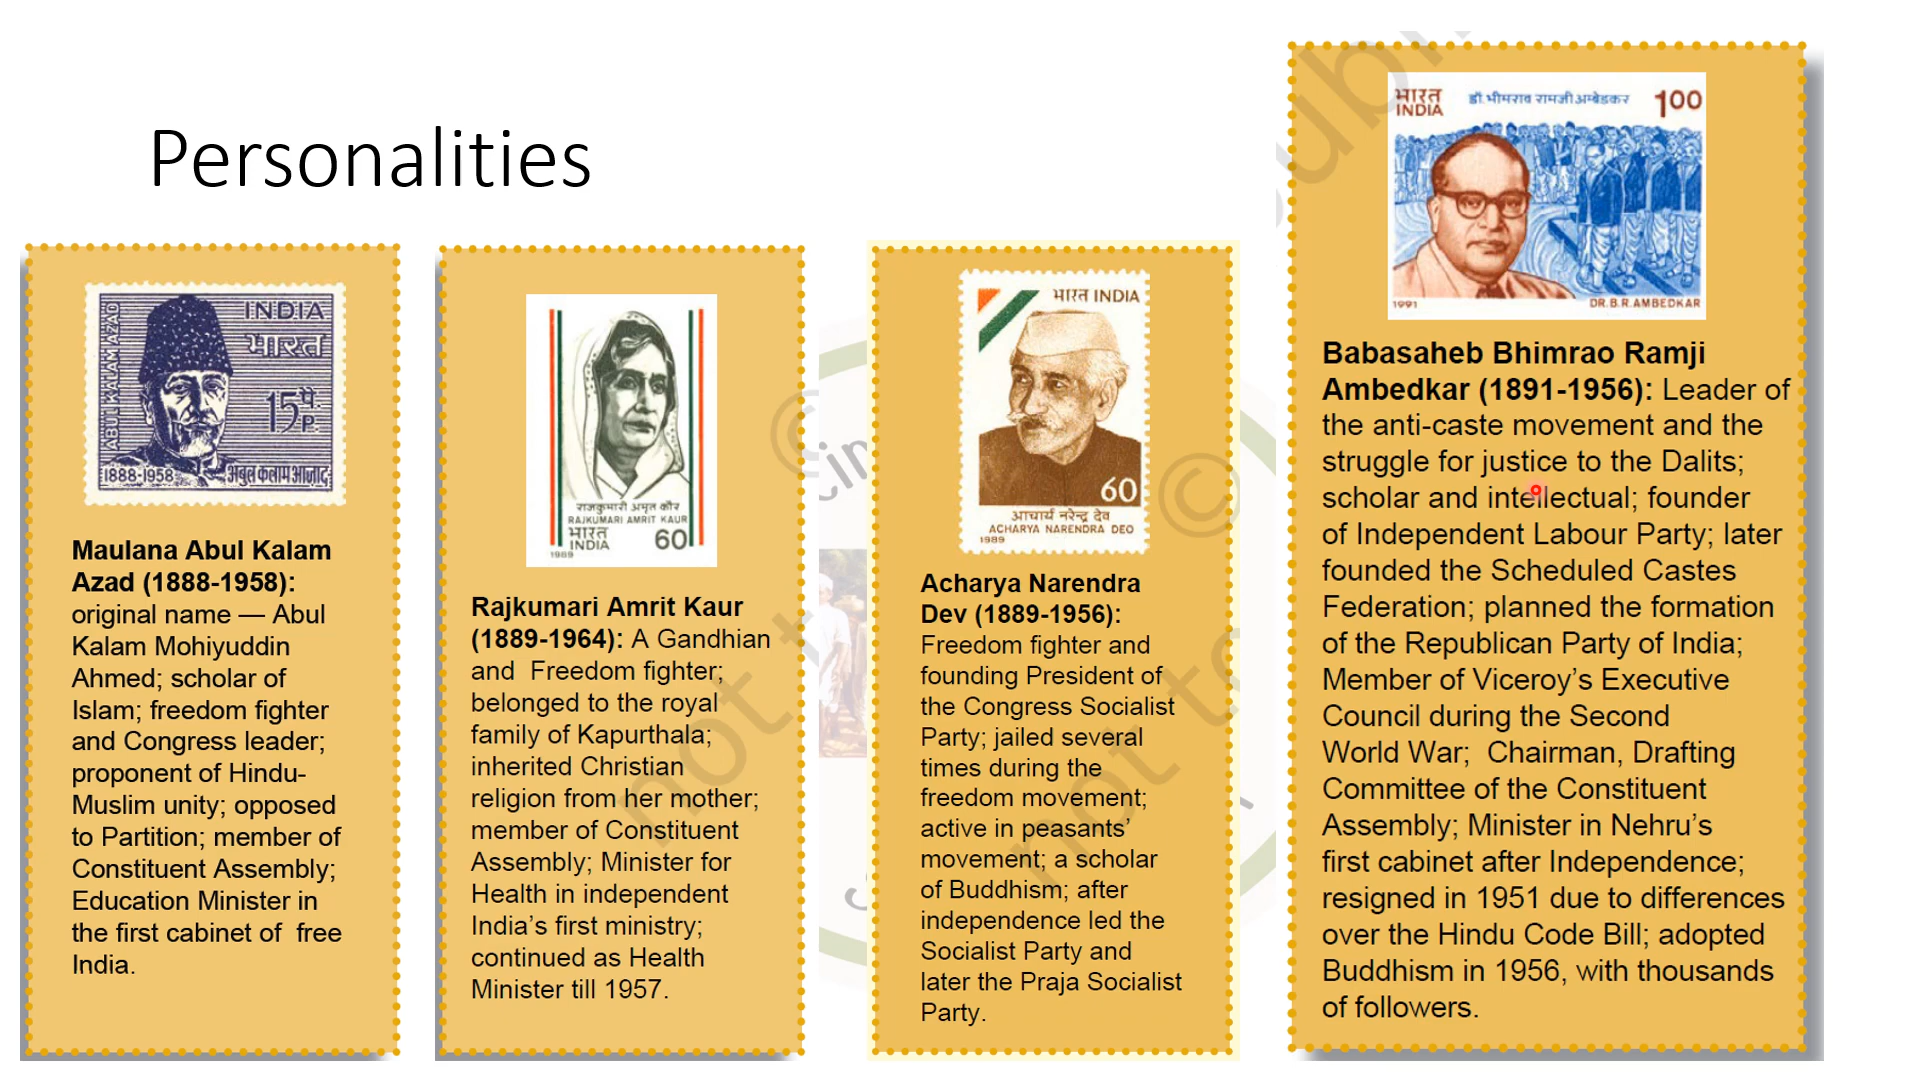 Personalities
INDIA
भारत
15 पै.
P.
ABUL KALAM AZAD
1888-1958
अबुल कलाम आज़ाद
Maulana Abul Kalam
Azad (1888-1958):
original name — Abul
Kalam Mohiyuddin
Ahmed; scholar of
Islam; freedom fighter
and Congress leader;
proponent of Hindu-
Muslim unity; opposed
to Partition; member of
Constituent Assembly;
Education Minister in
the first cabinet of free
India.
राजकुमारी अमृत कौर
RAJKUMARI AMRIT KAUR
भारत
INDIA
60
1989
Rajkumari Amrit Kaur
(1889-1964): A Gandhian
and Freedom fighter;
belonged to the royal
family of Kapurthala;
inherited Christian
religion from her mother;
member of Constituent
Assembly; Minister for
Health in independent
India's first ministry;
continued as Health
Minister till 1957.
भारत INDIA
60
आचार्य नरेन्द्र देव
ACHARYA NARENDRA DEO
1989
Acharya Narendra
Dev (1889-1956):
Freedom fighter and
founding President of
the Congress Socialist
Party; jailed several
times during the
freedom movement;
active in peasants'
movement; a scholar
of Buddhism; after
independence led the
Socialist Party and
later the Praja Socialist
Party.
भारत
INDIA
डॉ. भीमराव रामजी अम्बेडकर
100
1991
DR.B.R.AMBEDKAR
Babasaheb Bhimrao Ramji
Ambedkar (1891-1956): Leader of
the anti-caste movement and the
struggle for justice to the Dalits;
scholar and intellectual; founder
of Independent Labour Party; later
founded the Scheduled Castes
Federation; planned the formation
of the Republican Party of India;
Member of Viceroy's Executive
Council during the Second
World War; Chairman, Drafting
Committee of the Constituent
Assembly; Minister in Nehru's
first cabinet after Independence;
resigned in 1951 due to differences
over the Hindu Code Bill; adopted
Buddhism in 1956, with thousands
of followers.
©
not t
©
not to